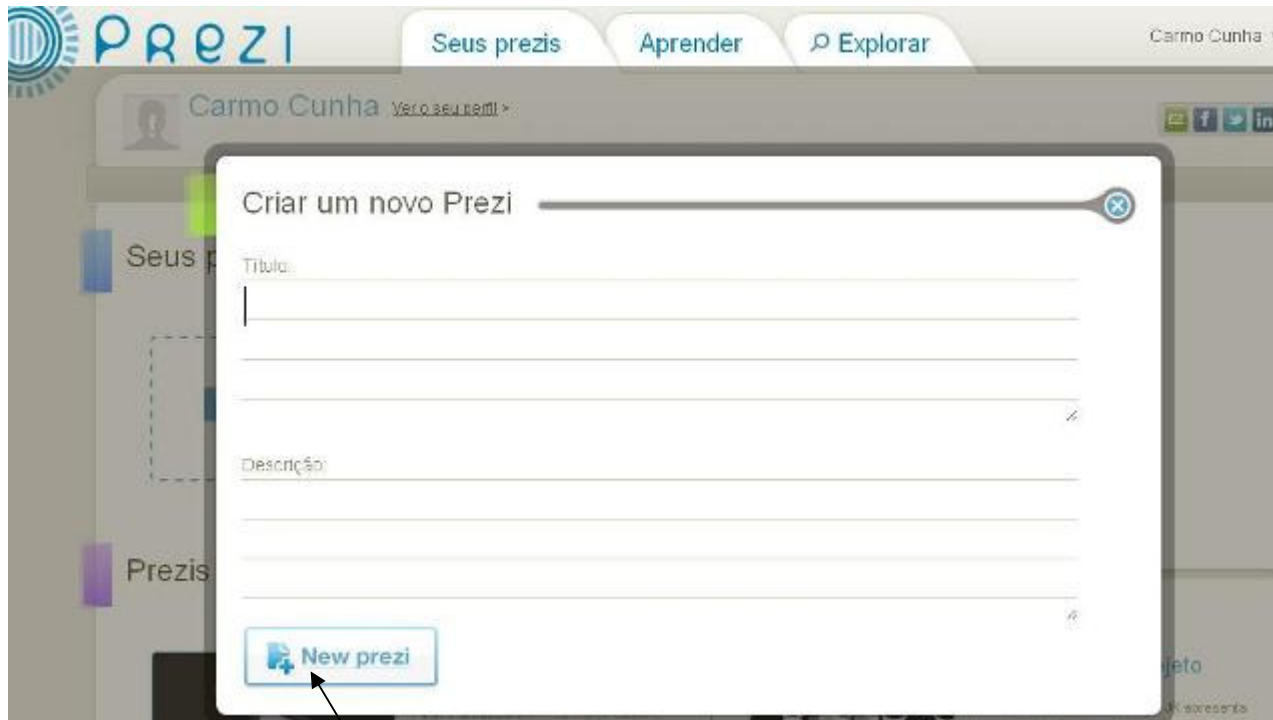 PREZI
Seus prezis
Aprender
Explorar
Carmo Cunha
Carmo Cunha Ver o seu perfil >
Criar um novo Prezi
Seus p
Título:
Descrição:
Prezis
New prezi
jeto
apresenta